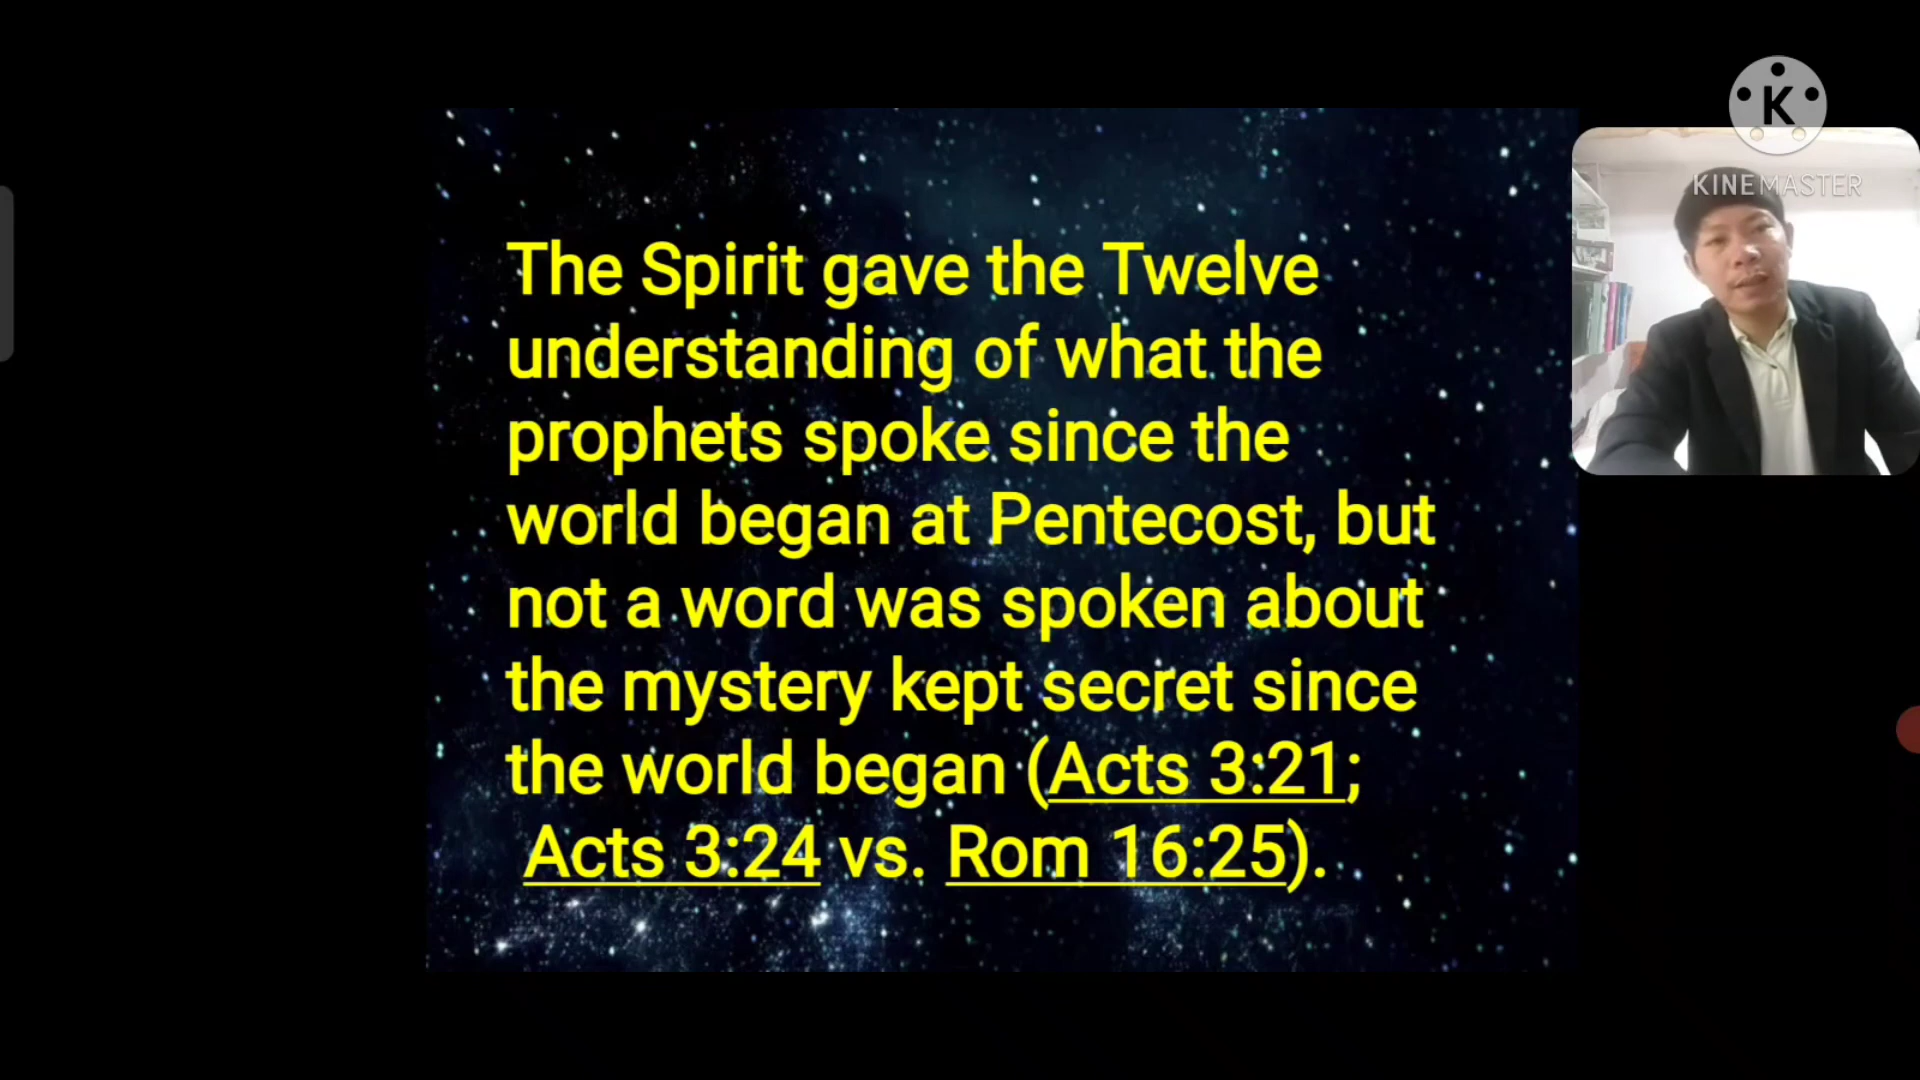 K
KINEMASTER
The Spirit gave the Twelve
understanding of what the
prophets spoke since the
world began at Pentecost, but
not a word was spoken about
the mystery kept secret since
the world began (Acts 3:21;
Acts 3:24 vs. Rom 16:25).